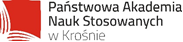 Państwowa Akademia
Nauk Stosowanych
w Krośnie